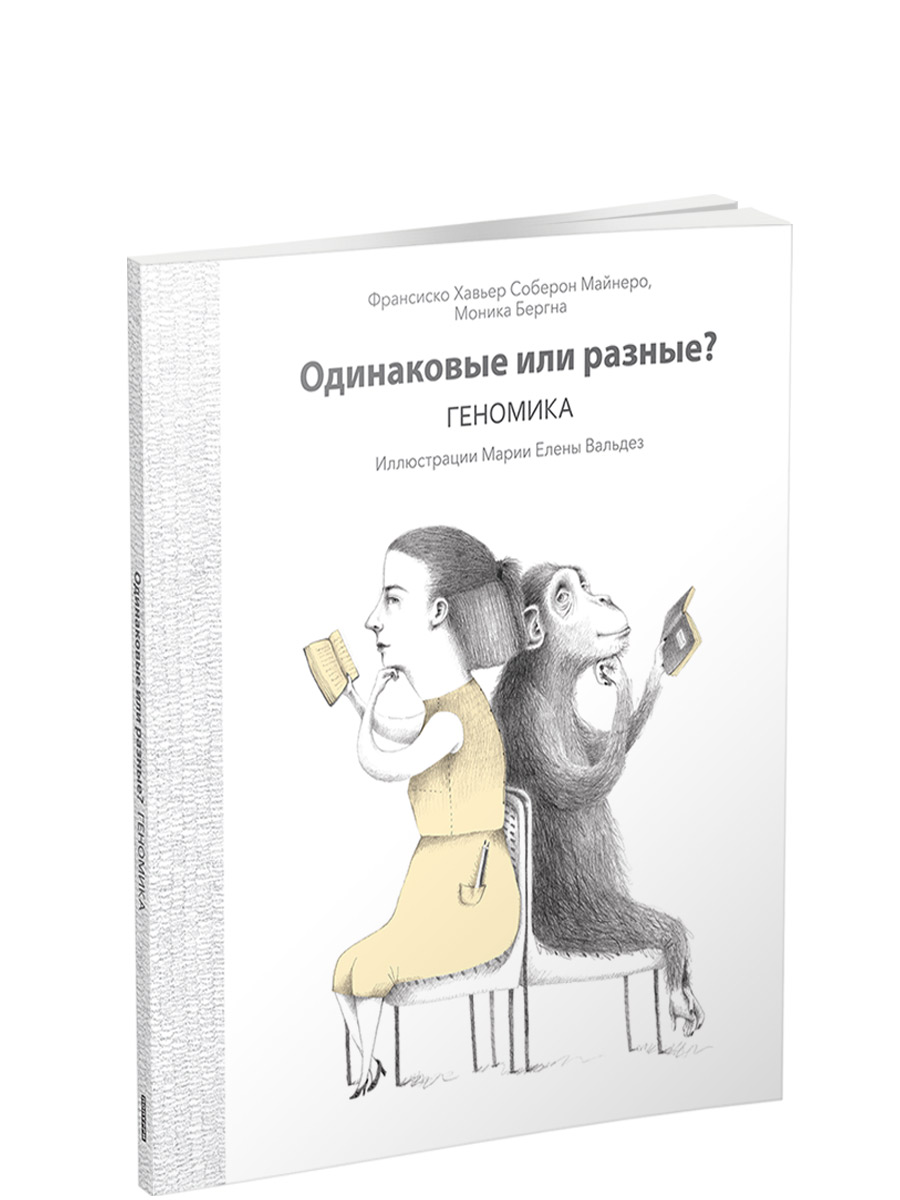 Франсиско Хавьер Соберон Майнеро,
Моника Бергна
Одинаковые или разные?
ГЕНОМИКА
Иллюстрации Марии Елены Вальдез
Одинаковые или разные? ГЕНОМИКА